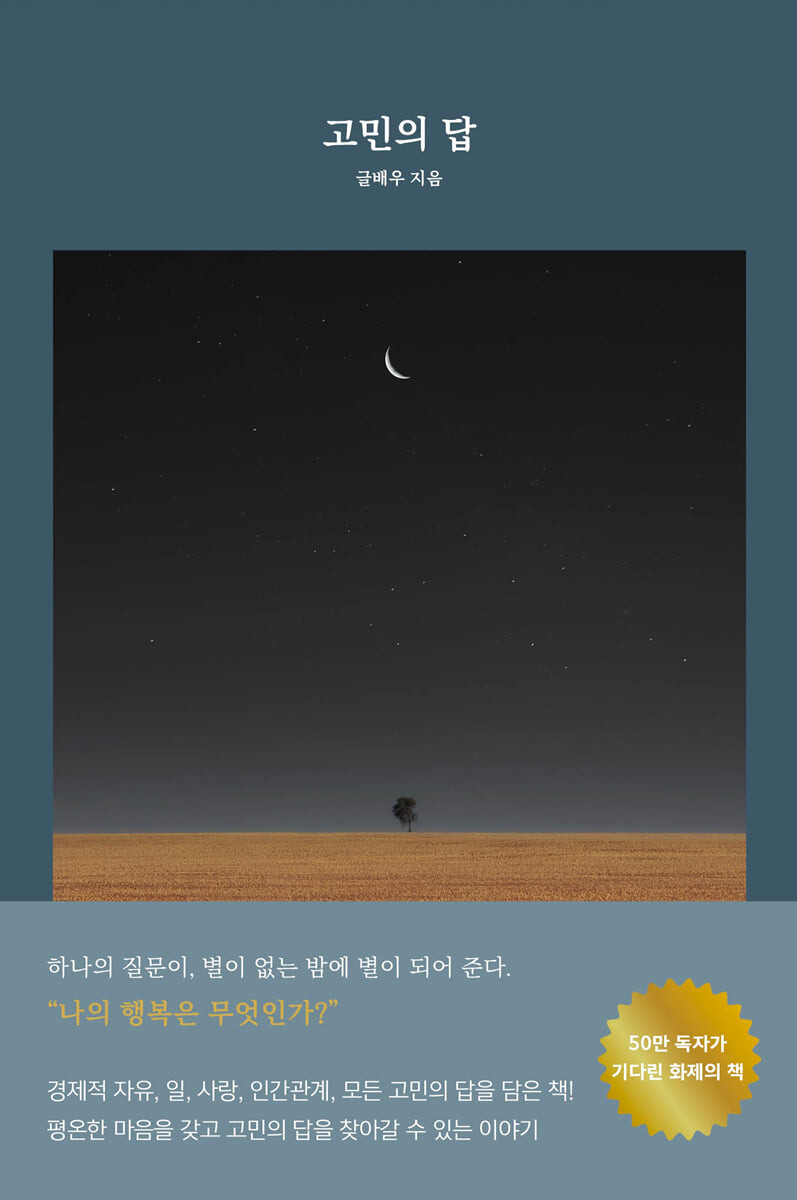 고민의 답
글배우 지음
하나의 질문이, 별이 없는 밤에 별이 되어 준다.
“나의 행복은 무엇인가?”
경제적 자유, 일, 사랑, 인간관계, 모든 고민의 답을 담은 책!
평온한 마음을 갖고 고민의 답을 찾아갈 수 있는 이야기
50만 독자가
기다린 화제의 책